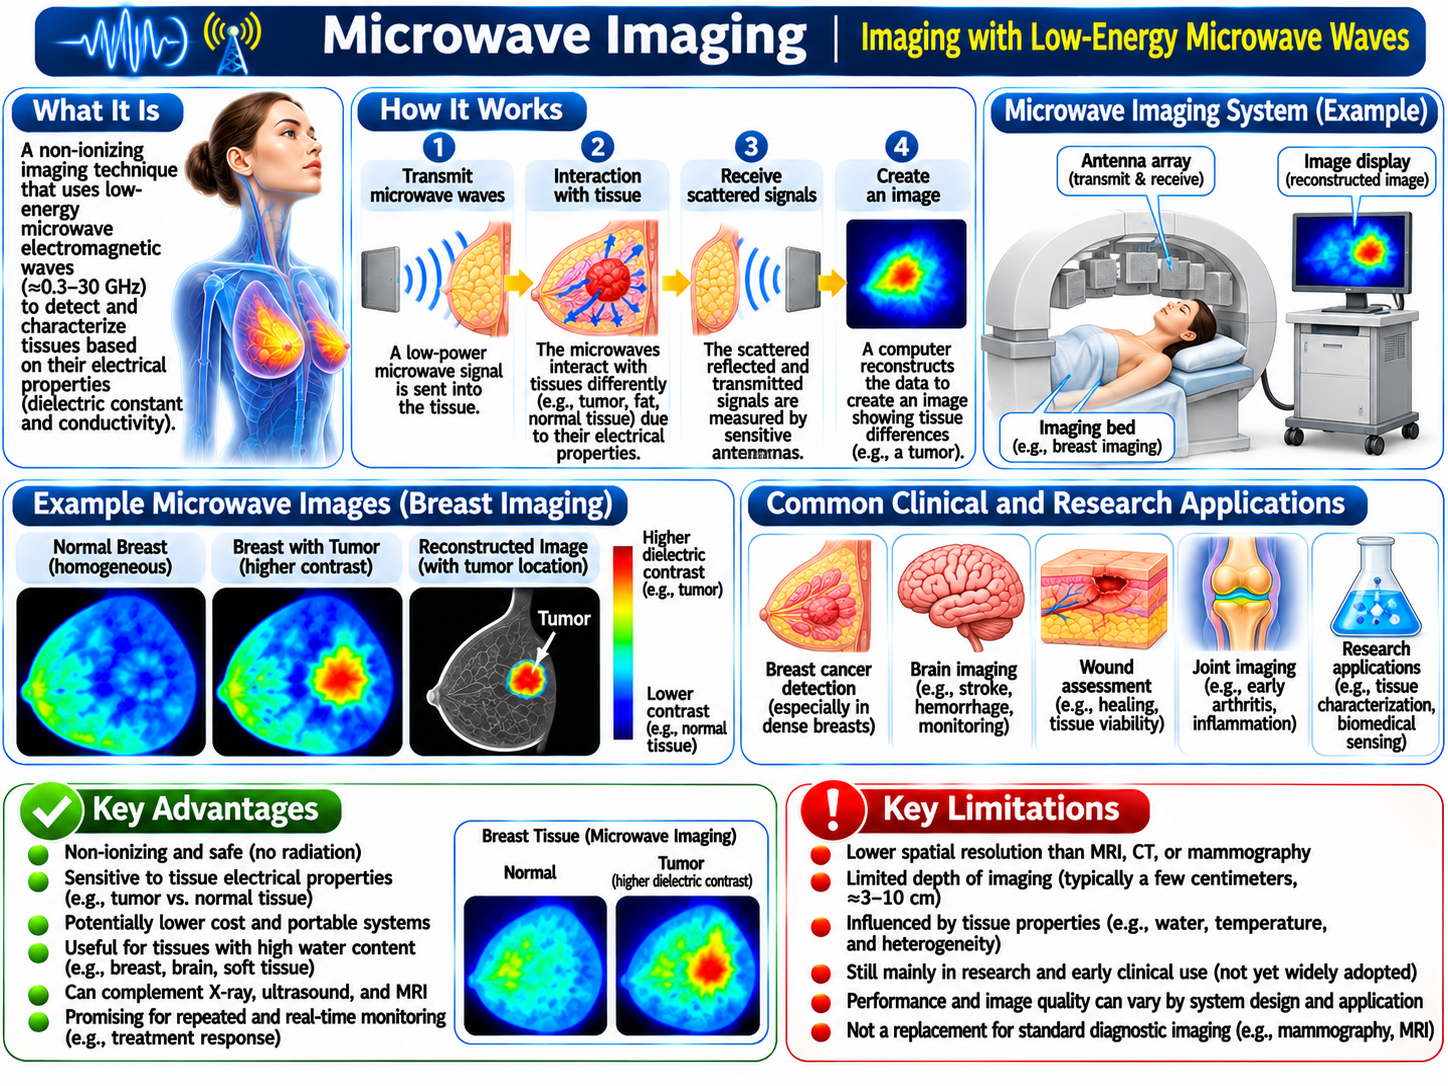 Microwave Imaging
Imaging with Low-Energy Microwave Waves
What It Is
A non-ionizing
imaging technique
that uses low-
energy
microwave
electromagnetic
waves
(≈0.3–30 GHz)
to detect and
characterize
tissues based
on their electrical
properties
(dielectric constant
and conductivity).
How It Works
1
Transmit
microwave waves
A low-power
microwave signal
is sent into
the tissue.
2
Interaction
with tissue
The microwaves
interact with
tissues differently
(e.g., tumor, fat,
normal tissue) due
to their electrical
properties.
3
Receive
scattered signals
The scattered
reflected and
transmitted
signals are
measured by
sensitive
4
Create
an image
A computer
reconstructs
the data to
create an image
showing tissue
differences
(e.g., a tumor).
Microwave Imaging System (Example)
Antenna array
(transmit & receive)
Image display
(reconstructed image)
Imaging bed
(e.g., breast imaging)
Example Microwave Images (Breast Imaging)
Normal Breast
(homogeneous)
Breast with Tumor
(higher contrast)
Reconstructed Image
(with tumor location)
Tumor
Higher
dielectric
contrast
(e.g., tumor)
Lower
contrast
(e.g., normal
tissue)
Common Clinical and Research Applications
Breast cancer
detection
(especially in
dense breasts)
Brain imaging
(e.g., stroke,
hemorrhage,
monitoring)
Wound
assessment
(e.g., healing,
tissue viability)
Joint imaging
(e.g., early
arthritis,
inflammation)
Research
applications
(e.g., tissue
characterization,
biomedical
sensing)
Key Advantages
Non-ionizing and safe (no radiation)
Sensitive to tissue electrical properties
(e.g., tumor vs. normal tissue)
Potentially lower cost and portable systems
Useful for tissues with high water content
(e.g., breast, brain, soft tissue)
Can complement X-ray, ultrasound, and MRI
Promising for repeated and real-time monitoring
(e.g., treatment response)
Breast Tissue (Microwave Imaging)
Normal
Tumor
(higher dielectric contrast)
Key Limitations
Lower spatial resolution than MRI, CT, or mammography
Limited depth of imaging (typically a few centimeters,
≈3–10 cm)
Influenced by tissue properties (e.g., water, temperature,
and heterogeneity)
Still mainly in research and early clinical use (not yet widely adopted)
Performance and image quality can vary by system design and application
Not a replacement for standard diagnostic imaging (e.g., mammography, MRI)